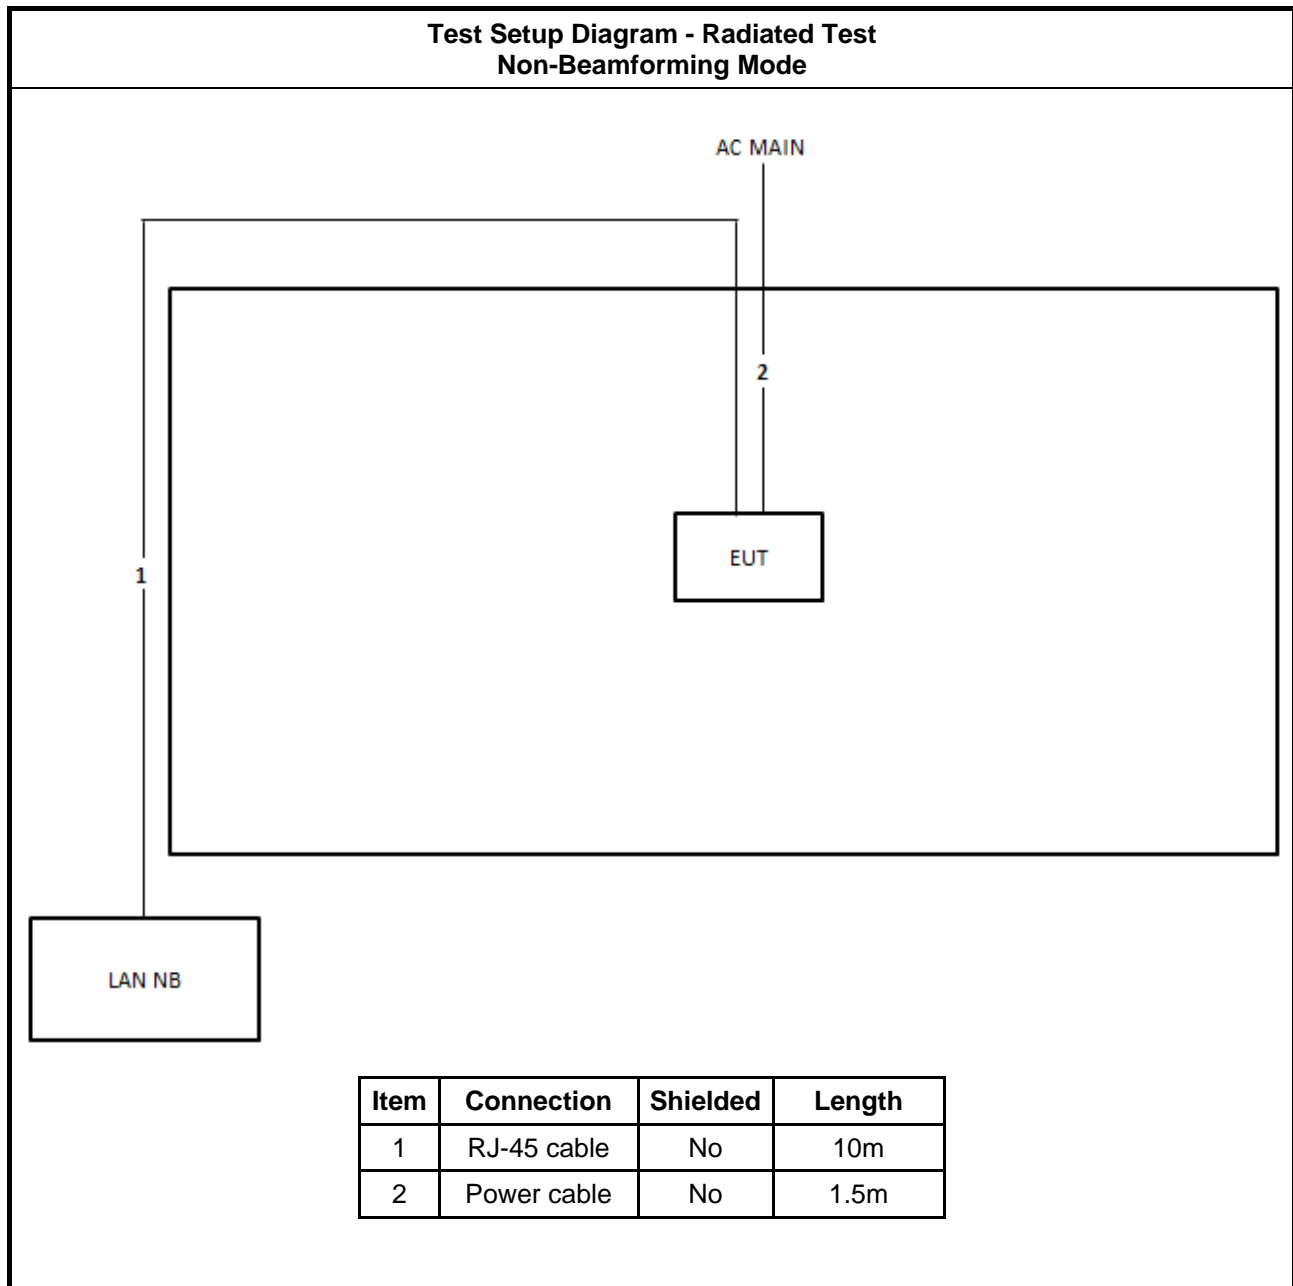 Test Setup Diagram - Radiated Test
Non-Beamforming Mode
AC MAIN
2
EUT
1
LAN NB
Item Connection Shielded Length
1 RJ-45 cable No 10m
2 Power cable No 1.5m